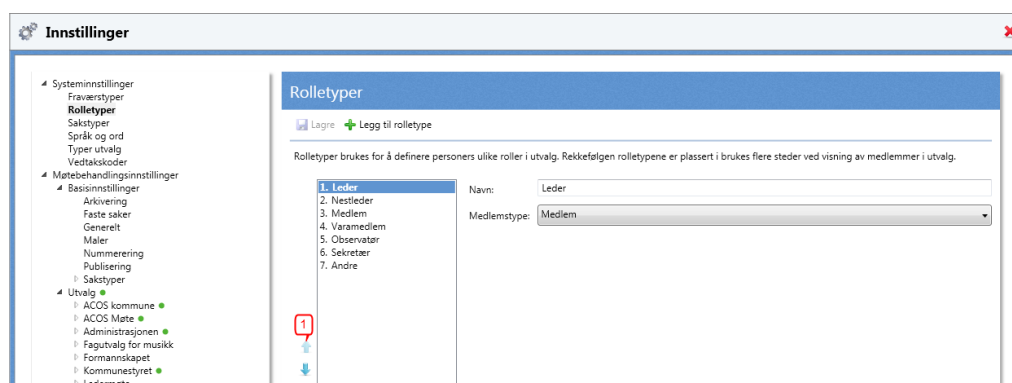 Innstillinger
Systeminnstillinger
Fraværstyper
Rolletyper
Sakstyper
Språk og ord
Typer utvalg
Vedtakskoder
Møtebehandlingsinnstillinger
Basisinnstillinger
Arkivering
Faste saker
Generelt
Maler
Nummerering
Publisering
Sakstyper
Utvalg
ACOS kommune
ACOS Møte
Administrasjonen
Fagutvalg for musikk
Formannskapet
Kommunestyret
Rolletyper
Lagre Legg til rolletype
Rolletyper brukes for å definere personers ulike roller i utvalg. Rekkefølgen rolletypene er plassert i brukes flere steder ved visning av medlemmer i utvalg.
1. Leder
2. Nestleder
3. Medlem
4. Varamedlem
5. Observatør
6. Sekretær
7. Andre
Navn: Leder
Medlemstype: Medlem
1